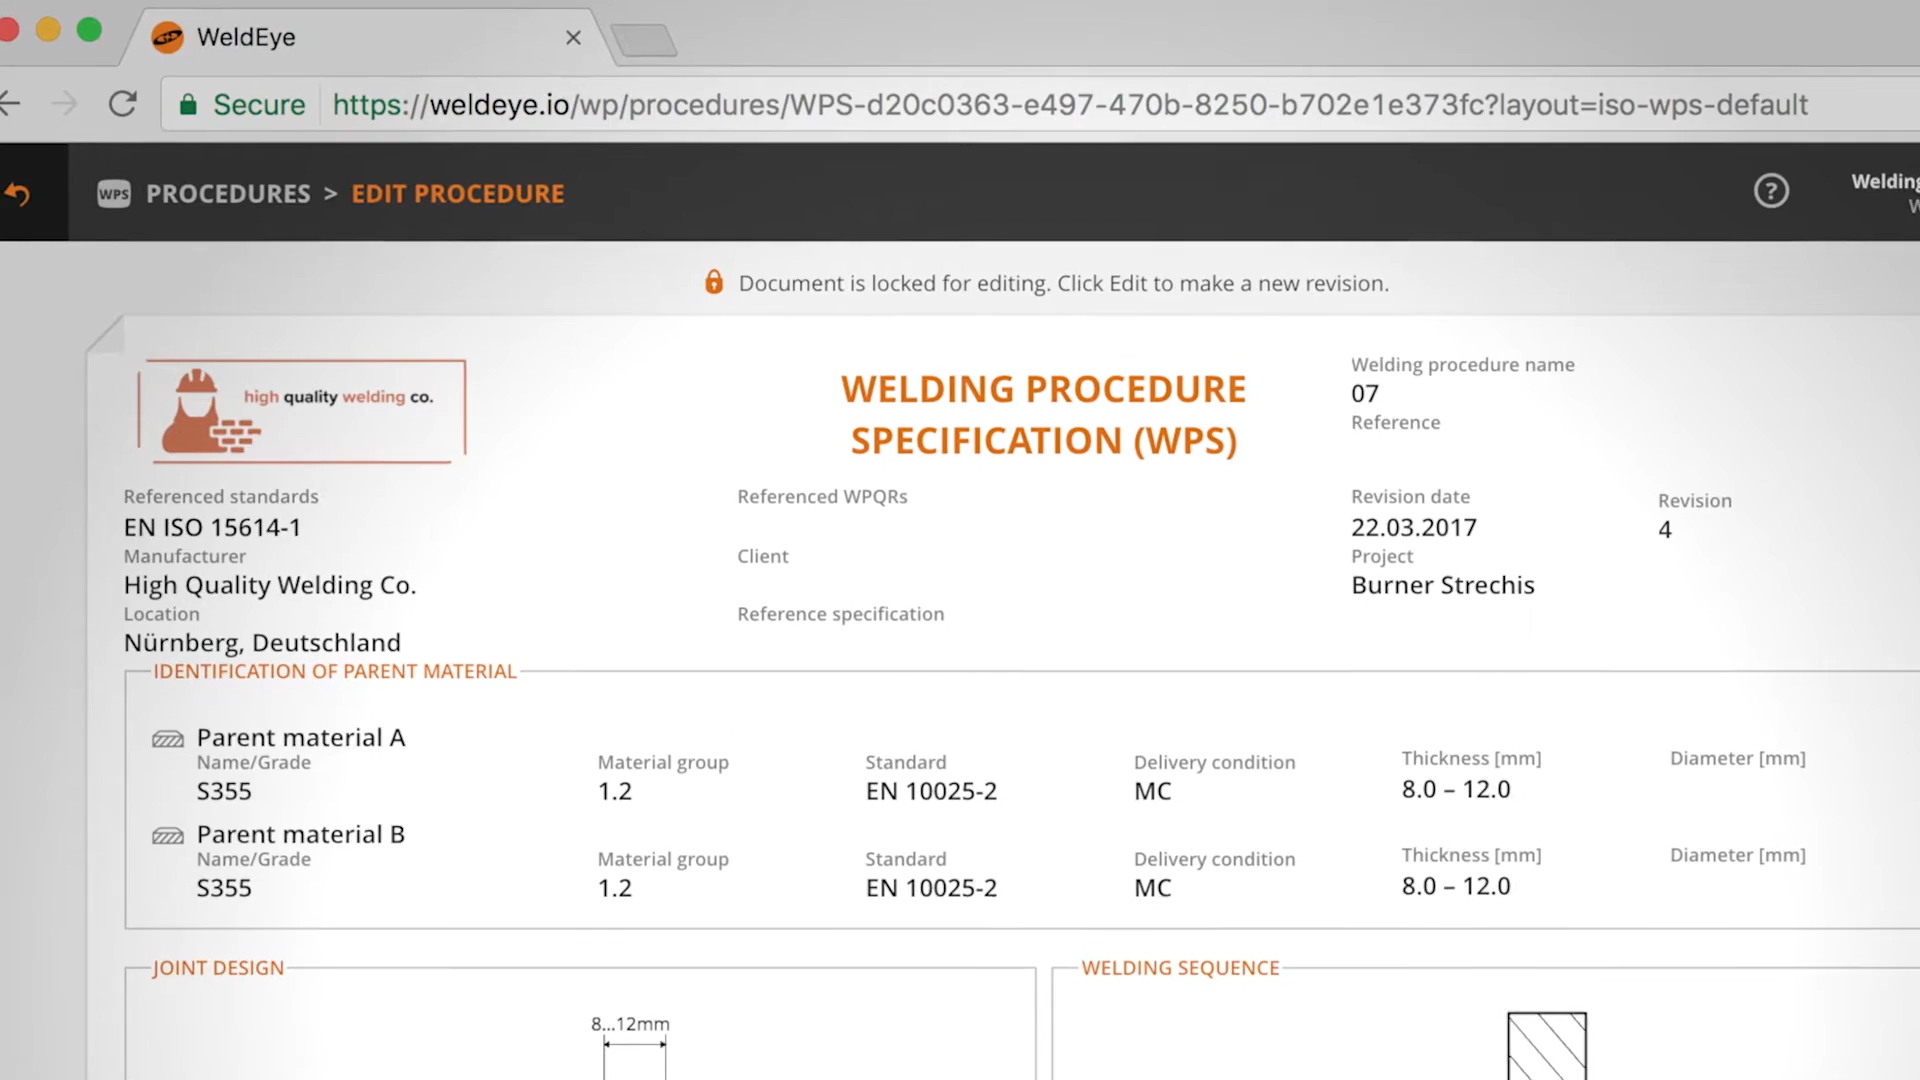 WeldEye
Secure https://weldeye.io/wp/procedures/WPS-d20c0363-e497-470b-8250-b702e1e373fc?layout=iso-wps-default
WPS PROCEDURES > EDIT PROCEDURE
?
Document is locked for editing. Click Edit to make a new revision.
high quality welding co.
WELDING PROCEDURE
SPECIFICATION (WPS)
Welding procedure name
07
Reference
Referenced standards
EN ISO 15614-1
Manufacturer
High Quality Welding Co.
Location
Nürnberg, Deutschland
Referenced WPQRs
Client
Reference specification
Revision date
22.03.2017
Revision
4
Project
Burner Strechis
IDENTIFICATION OF PARENT MATERIAL
Parent material A
Name/Grade Material group Standard Delivery condition Thickness [mm] Diameter [mm]
S355 1.2 EN 10025-2 MC 8.0 – 12.0
Parent material B
Name/Grade Material group Standard Delivery condition Thickness [mm] Diameter [mm]
S355 1.2 EN 10025-2 MC 8.0 – 12.0
JOINT DESIGN
8...12mm
WELDING SEQUENCE